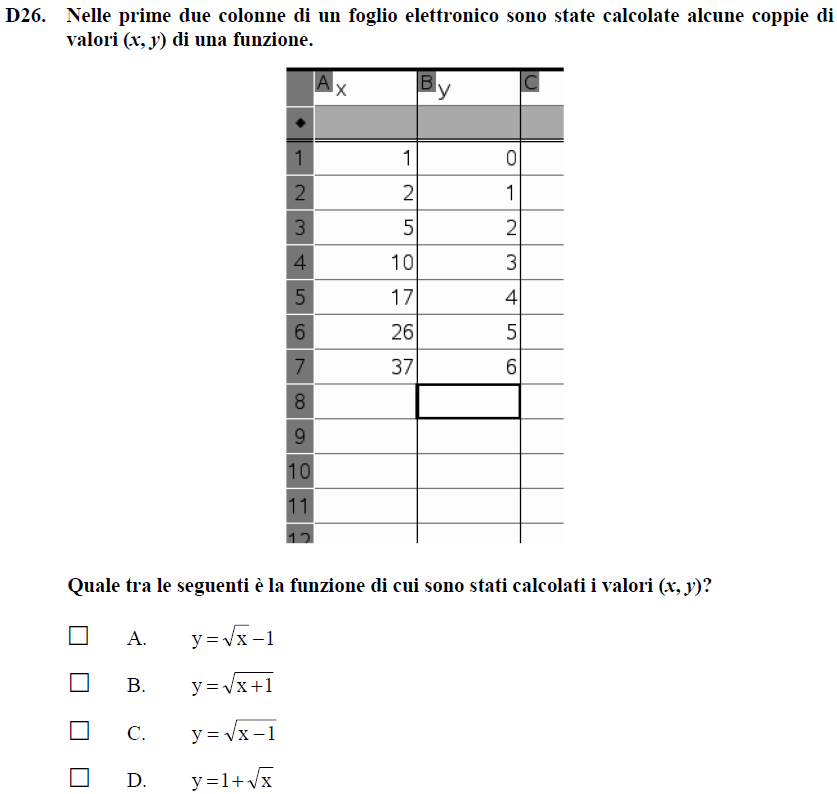 D26. Nelle prime due colonne di un foglio elettronico sono state calcolate alcune coppie di
valori (x, y) di una funzione.
A x B y C
◆
1 1 0
2 2 1
3 5 2
4 10 3
5 17 4
6 26 5
7 37 6
8
9
10
11
12
Quale tra le seguenti è la funzione di cui sono stati calcolati i valori (x, y)?
A. y = √x − 1
B. y = √(x+1)
C. y = √(x−1)
D. y = 1 + √x